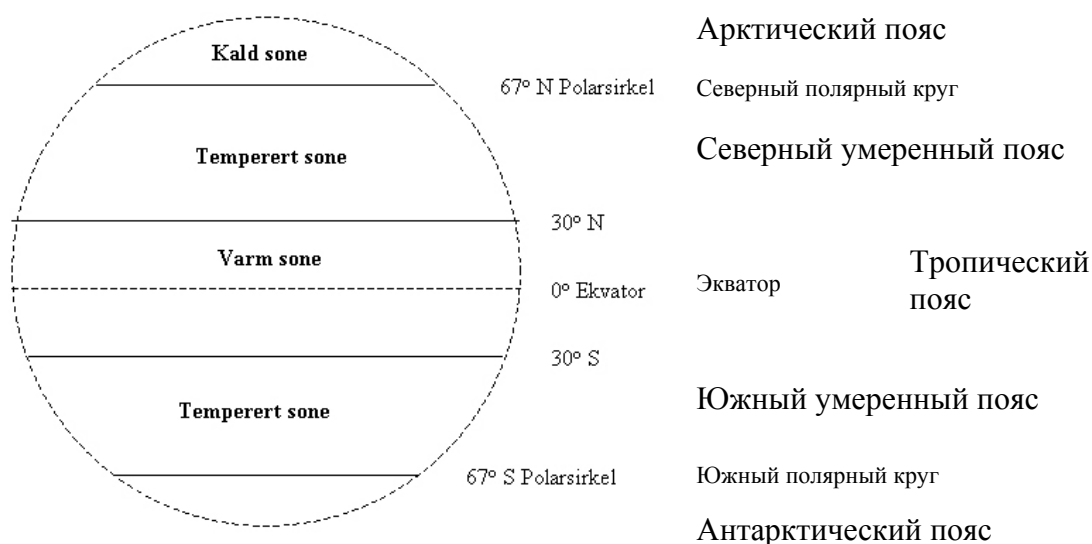 Арктический пояс
Kald sone
67° N Polarsirkel Северный полярный круг
Temperert sone Северный умеренный пояс
30° N
Varm sone
Тропический
пояс
0° Ekvator Экватор
30° S
Temperert sone Южный умеренный пояс
67° S Polarsirkel Южный полярный круг
Антарктический пояс